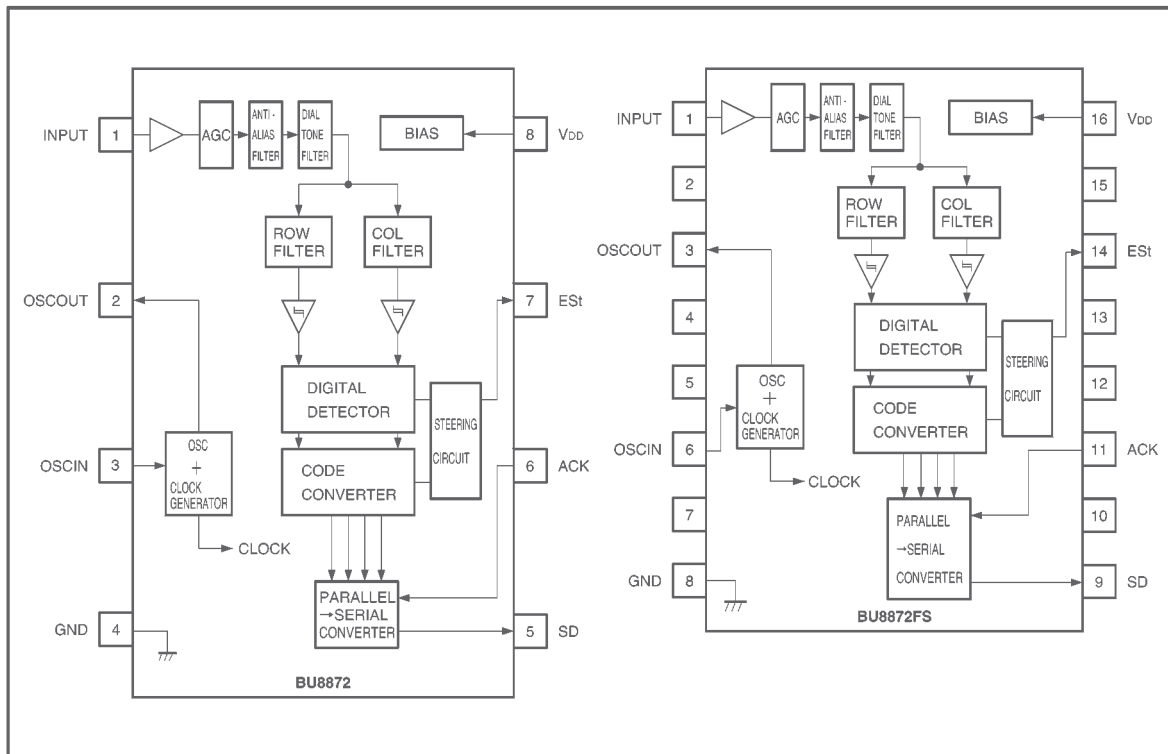 INPUT
1
AGC
ANTI-
ALIAS
FILTER
DIAL
TONE
FILTER
BIAS
8
VDD
ROW
FILTER
COL
FILTER
OSCOUT
2
7
ESt
DIGITAL
DETECTOR
STEERING
CIRCUIT
OSCIN
3
OSC
+
CLOCK
GENERATOR
CLOCK
CODE
CONVERTER
6
ACK
PARALLEL
→SERIAL
CONVERTER
GND
4
5
SD
BU8872
INPUT
1
AGC
ANTI-
ALIAS
FILTER
DIAL
TONE
FILTER
BIAS
16
VDD
2
15
ROW
FILTER
COL
FILTER
OSCOUT
3
14
ESt
4
13
DIGITAL
DETECTOR
STEERING
CIRCUIT
5
12
OSC
+
CLOCK
GENERATOR
CODE
CONVERTER
OSCIN
6
11
ACK
CLOCK
7
10
PARALLEL
→SERIAL
CONVERTER
GND
8
9
SD
BU8872FS